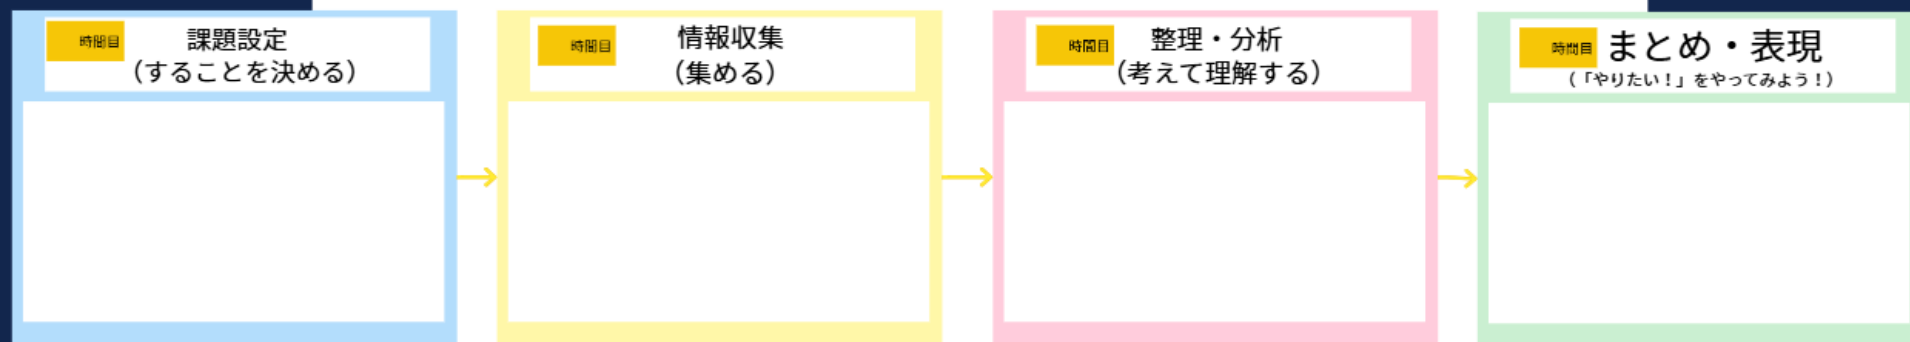 時間目
課題設定
（することを決める）
時間目
情報収集
（集める）
時間目
整理・分析
（考えて理解する）
時間目
まとめ・表現
（「やりたい！」をやってみよう！）